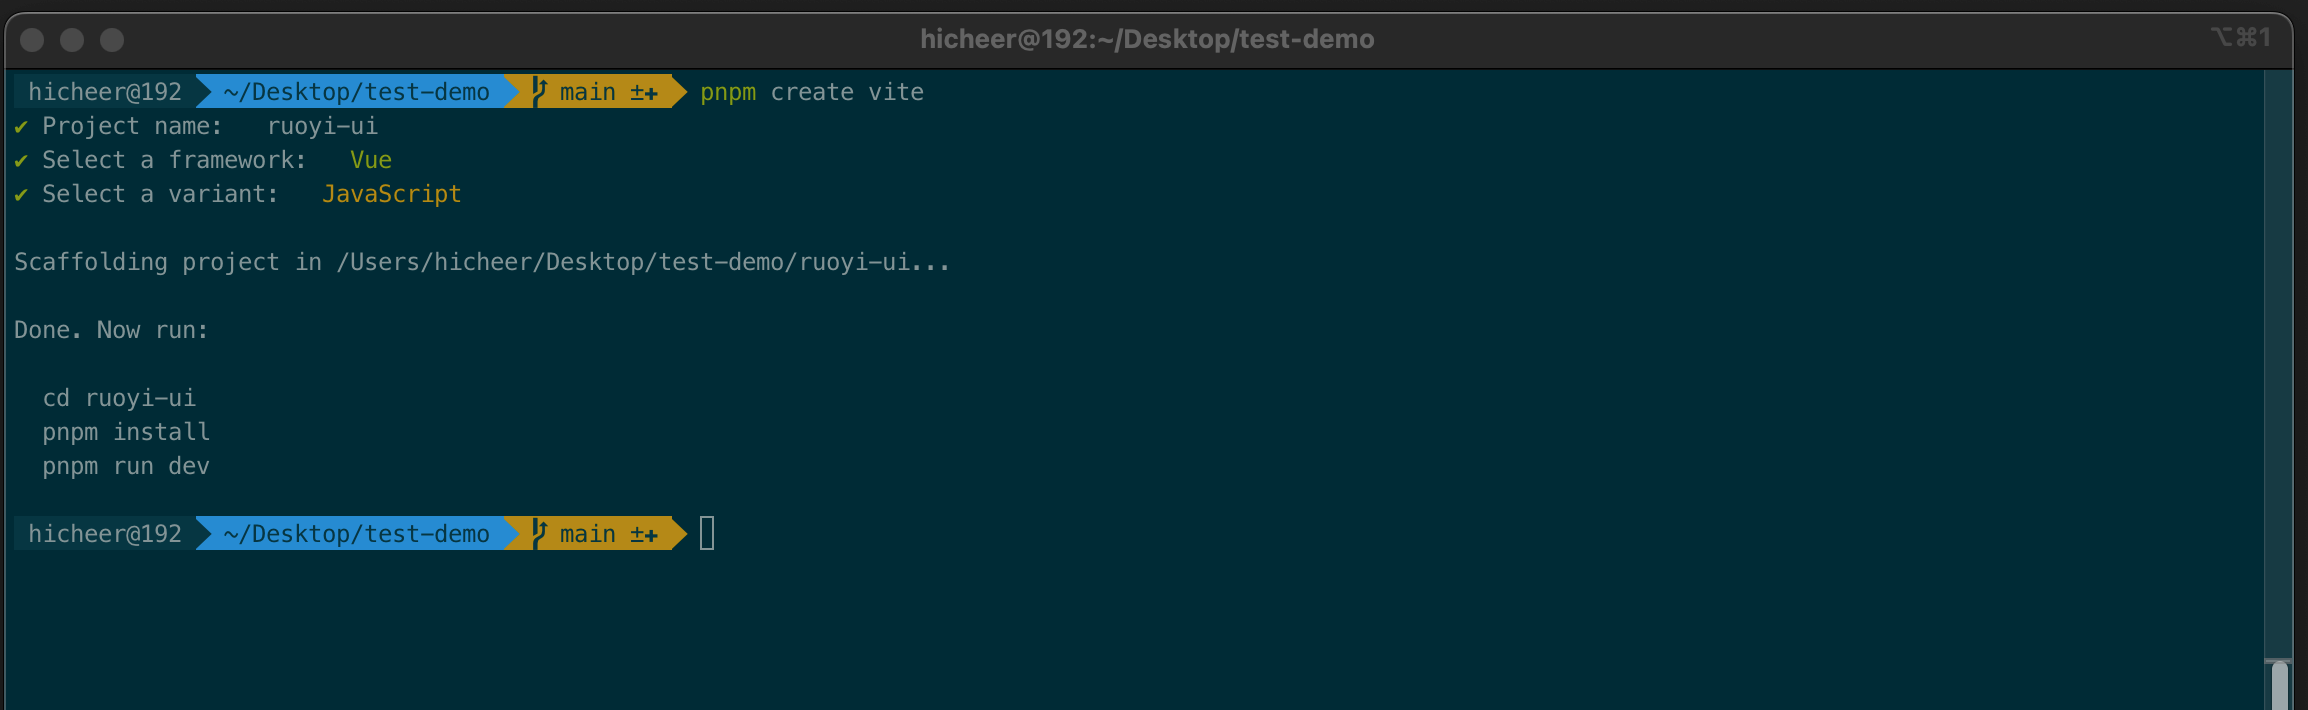 hicheer@192:~/Desktop/test-demo ⌥⌘1
hicheer@192 ~/Desktop/test-demo main ±✚ pnpm create vite
✔ Project name: ruoyi-ui
✔ Select a framework: Vue
✔ Select a variant: JavaScript
Scaffolding project in /Users/hicheer/Desktop/test-demo/ruoyi-ui...
Done. Now run:
cd ruoyi-ui
pnpm install
pnpm run dev
hicheer@192 ~/Desktop/test-demo main ±✚